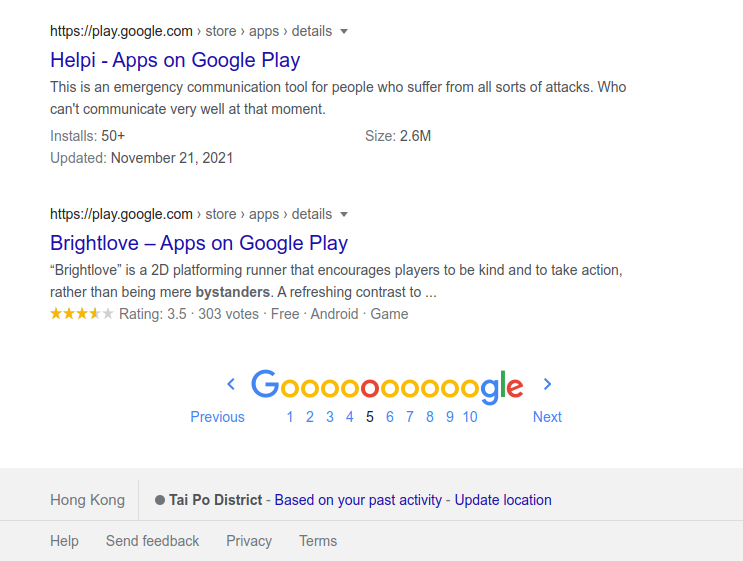 https://play.google.com › store › apps › details
Helpi - Apps on Google Play
This is an emergency communication tool for people who suffer from all sorts of attacks. Who
can't communicate very well at that moment.
Installs: 50+ Size: 2.6M
Updated: November 21, 2021
https://play.google.com › store › apps › details
Brightlove – Apps on Google Play
“Brightlove” is a 2D platforming runner that encourages players to be kind and to take action,
rather than being mere bystanders. A refreshing contrast to ...
Rating: 3.5 · 303 votes · Free · Android · Game
Goooooooooogle
Previous 1 2 3 4 5 6 7 8 9 10 Next
Hong Kong Tai Po District - Based on your past activity - Update location
Help Send feedback Privacy Terms